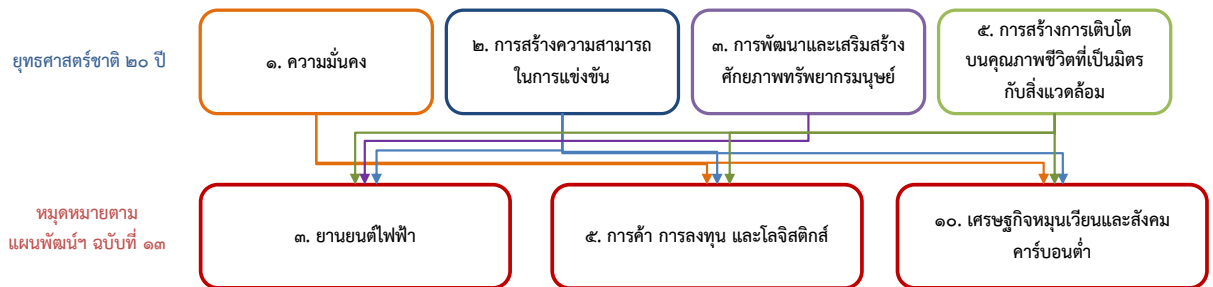 ยุทธศาสตร์ชาติ ๒๐ ปี
๑. ความมั่นคง
๒. การสร้างความสามารถ
ในการแข่งขัน
๓. การพัฒนาและเสริมสร้าง
ศักยภาพทรัพยากรมนุษย์
๕. การสร้างการเติบโต
บนคุณภาพชีวิตที่เป็นมิตร
กับสิ่งแวดล้อม
หมุดหมายตาม
แผนพัฒน์ฯ ฉบับที่ ๑๓
๓. ยานยนต์ไฟฟ้า
๕. การค้า การลงทุน และโลจิสติกส์
๑๐. เศรษฐกิจหมุนเวียนและสังคม
คาร์บอนต่ำ